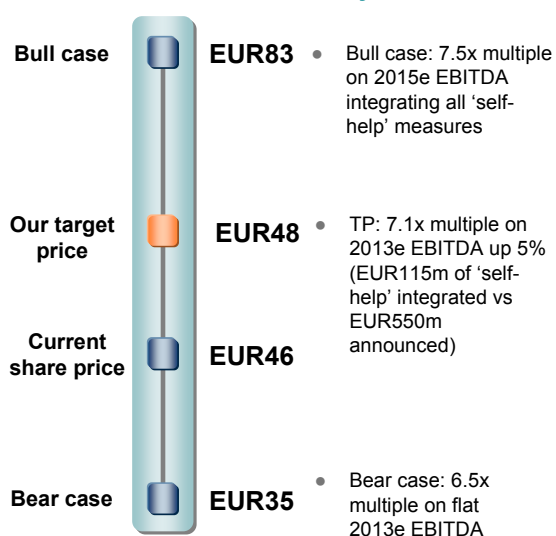 Bull case
EUR83
• Bull case: 7.5x multiple
on 2015e EBITDA
integrating all ‘self-
help’ measures
Our target
price
EUR48
• TP: 7.1x multiple on
2013e EBITDA up 5%
(EUR115m of ‘self-
help’ integrated vs
EUR550m
announced)
Current
share price
EUR46
Bear case
EUR35
• Bear case: 6.5x
multiple on flat
2013e EBITDA